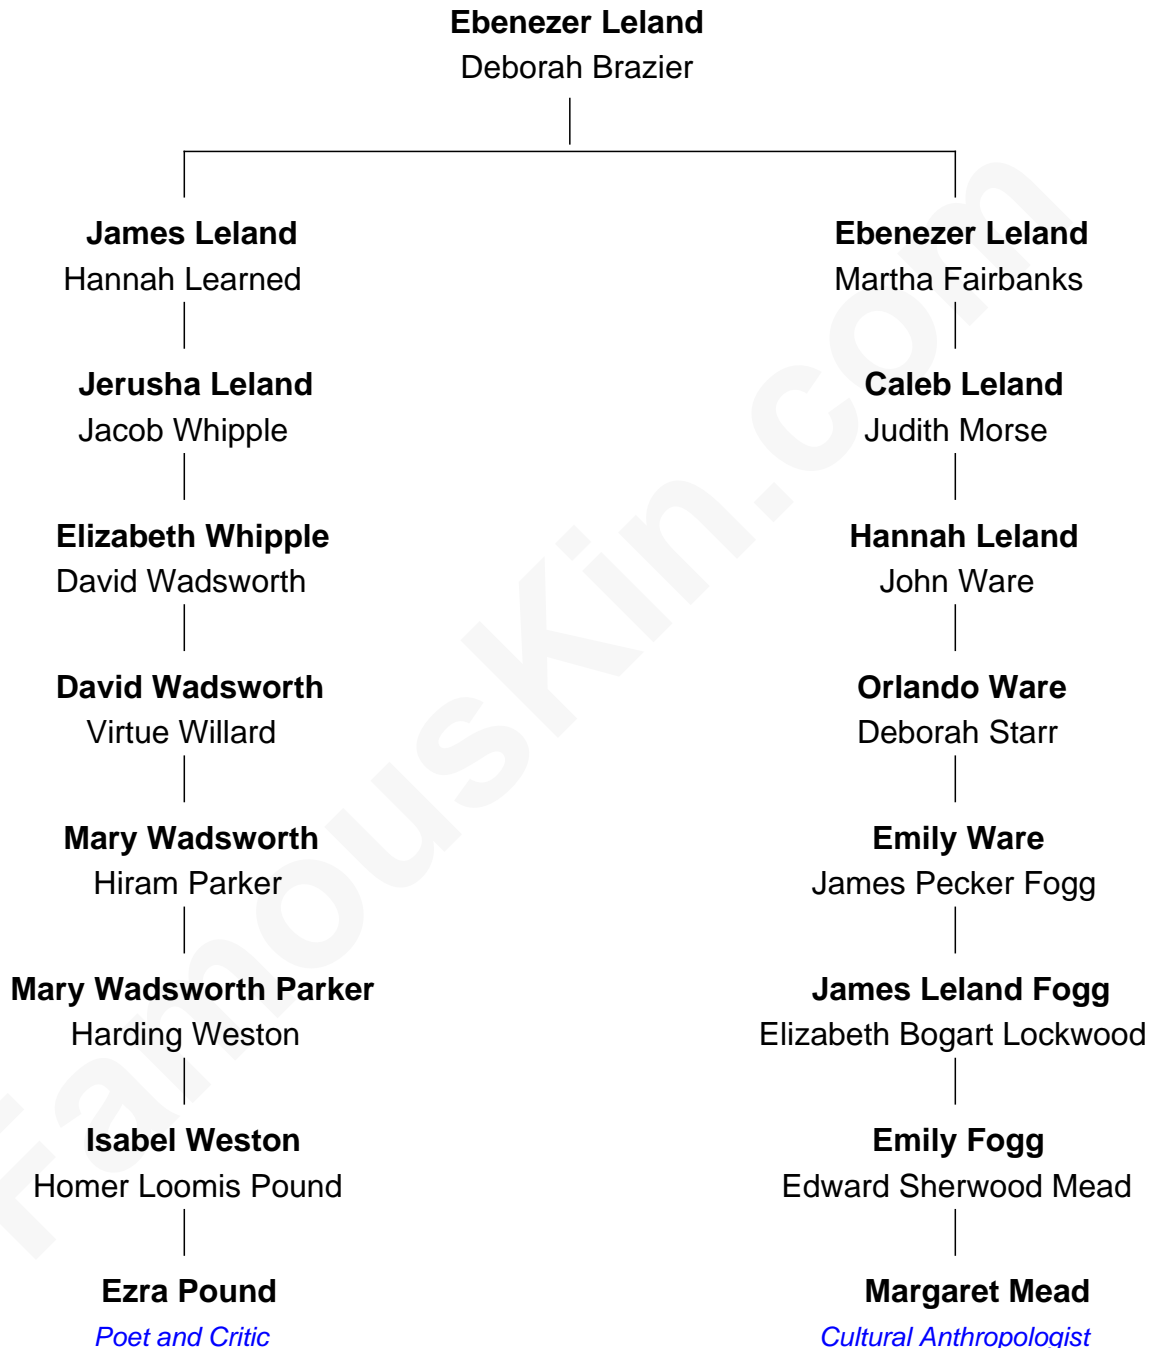 Ebenezer Leland
Deborah Brazier
James Leland
Hannah Learned
Jerusha Leland
Jacob Whipple
Elizabeth Whipple
David Wadsworth
David Wadsworth
Virtue Willard
Mary Wadsworth
Hiram Parker
Mary Wadsworth Parker
Harding Weston
Isabel Weston
Homer Loomis Pound
Ezra Pound
Poet and Critic
Ebenezer Leland
Martha Fairbanks
Caleb Leland
Judith Morse
Hannah Leland
John Ware
Orlando Ware
Deborah Starr
Emily Ware
James Pecker Fogg
James Leland Fogg
Elizabeth Bogart Lockwood
Emily Fogg
Edward Sherwood Mead
Margaret Mead
Cultural Anthropologist
FamousKin.com